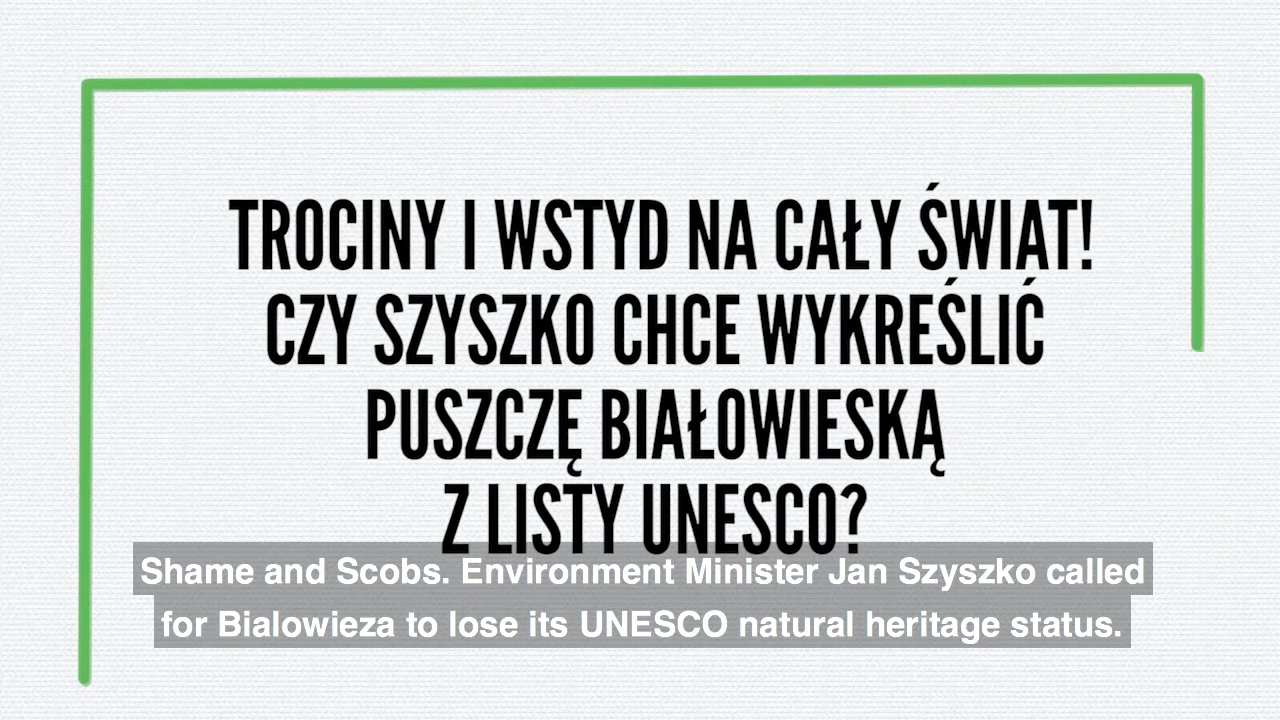 TROCINY I WSTYD NA CAŁY ŚWIAT!
CZY SZYSZKO CHCE WYKREŚLIĆ
PUSZCZĘ BIAŁOWIESKĄ
Z LISTY UNESCO?
Shame and Scobs. Environment Minister Jan Szyszko called
for Bialowieza to lose its UNESCO natural heritage status.